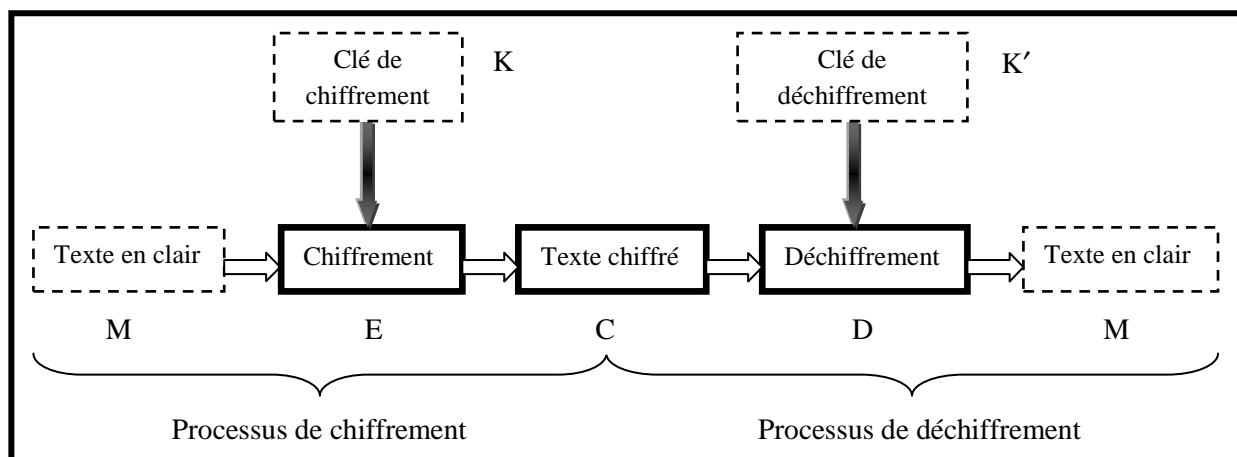 Clé de
chiffrement
K
Clé de
déchiffrement
K′
Texte en clair
Chiffrement
Texte chiffré
Déchiffrement
Texte en clair
M
E
C
D
M
Processus de chiffrement
Processus de déchiffrement